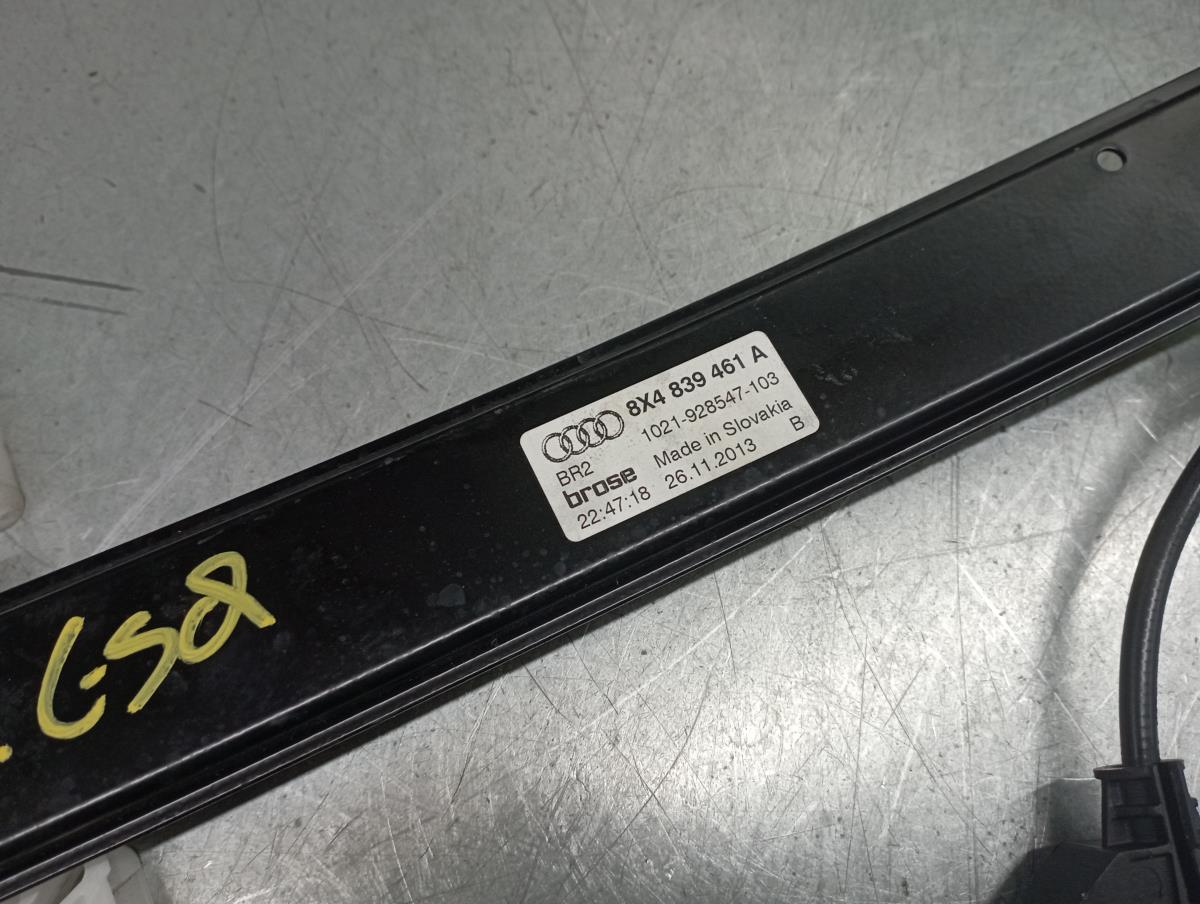 8X4 839 461 A
1021-928547-103
BR2 Made in Slovakia
brose 26.11.2013 B
22:47:18